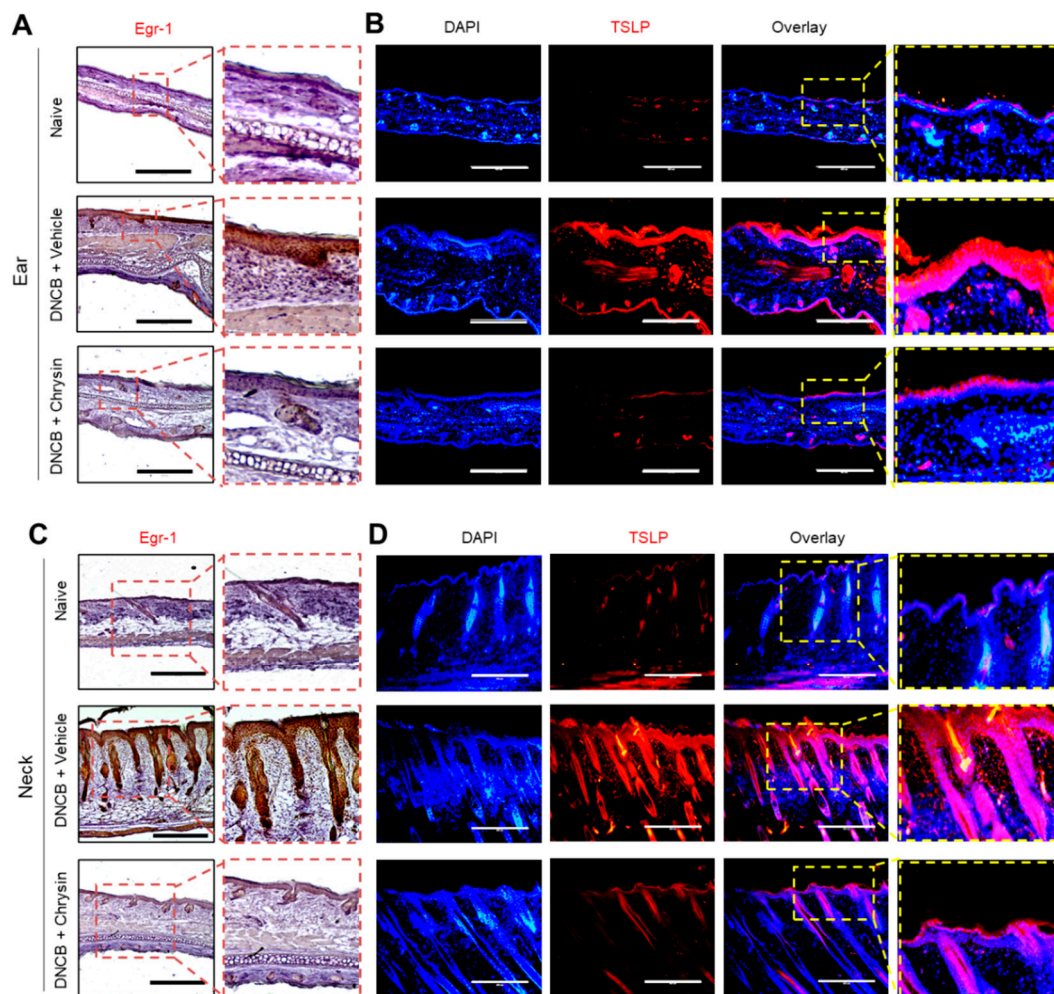 A
Egr-1
B
DAPI
TSLP
Overlay
Ear
Naive
DNCB + Vehicle
DNCB + Chrysin
C
Egr-1
D
DAPI
TSLP
Overlay
Neck
Naive
DNCB + Vehicle
DNCB + Chrysin